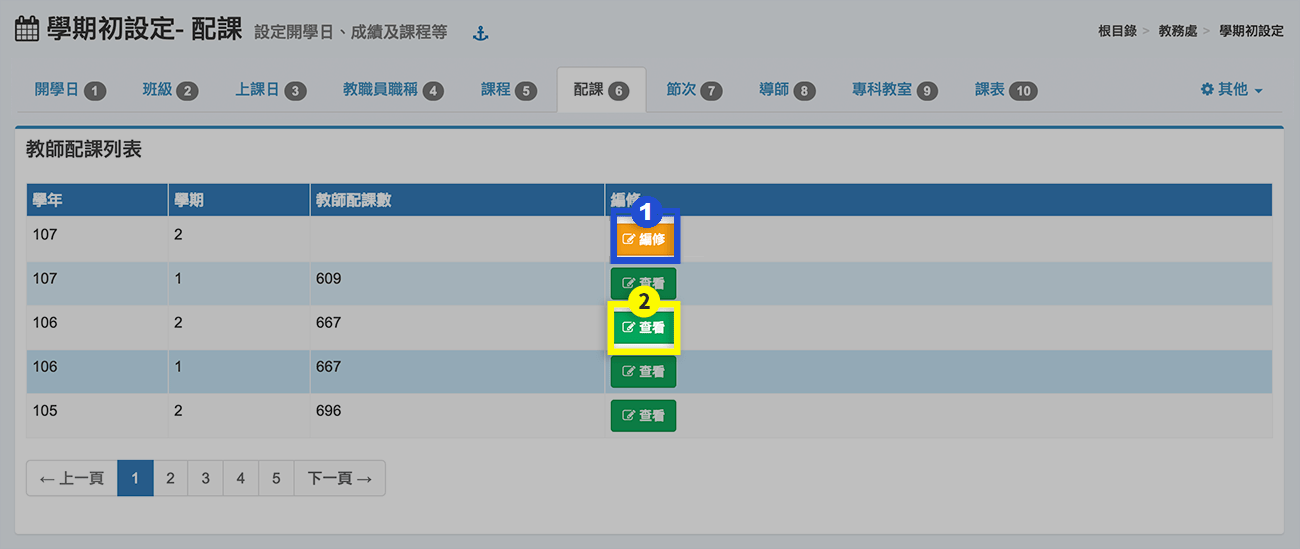 學期初設定- 配課 設定開學日、成績及課程等
根目錄 > 教務處 > 學期初設定
開學日 1 班級 2 上課日 3 教職員職稱 4 課程 5 配課 6 節次 7 導師 8 專科教室 9 課表 10 其他
教師配課列表
學年 學期 教師配課數 編修
1
107 2 編修
107 1 609 查看
2
106 2 667 查看
106 1 667 查看
105 2 696 查看
← 上一頁 1 2 3 4 5 下一頁 →